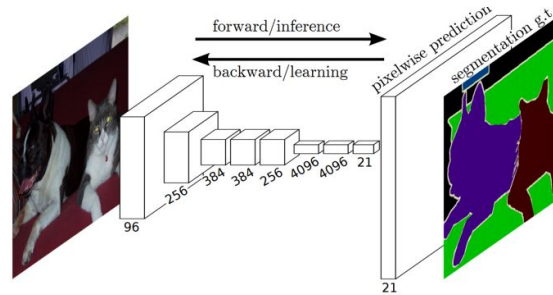 forward/inference
backward/learning
pixelwise prediction
segmentation g.t.
96
256
384
384
256
4096
4096
21
21